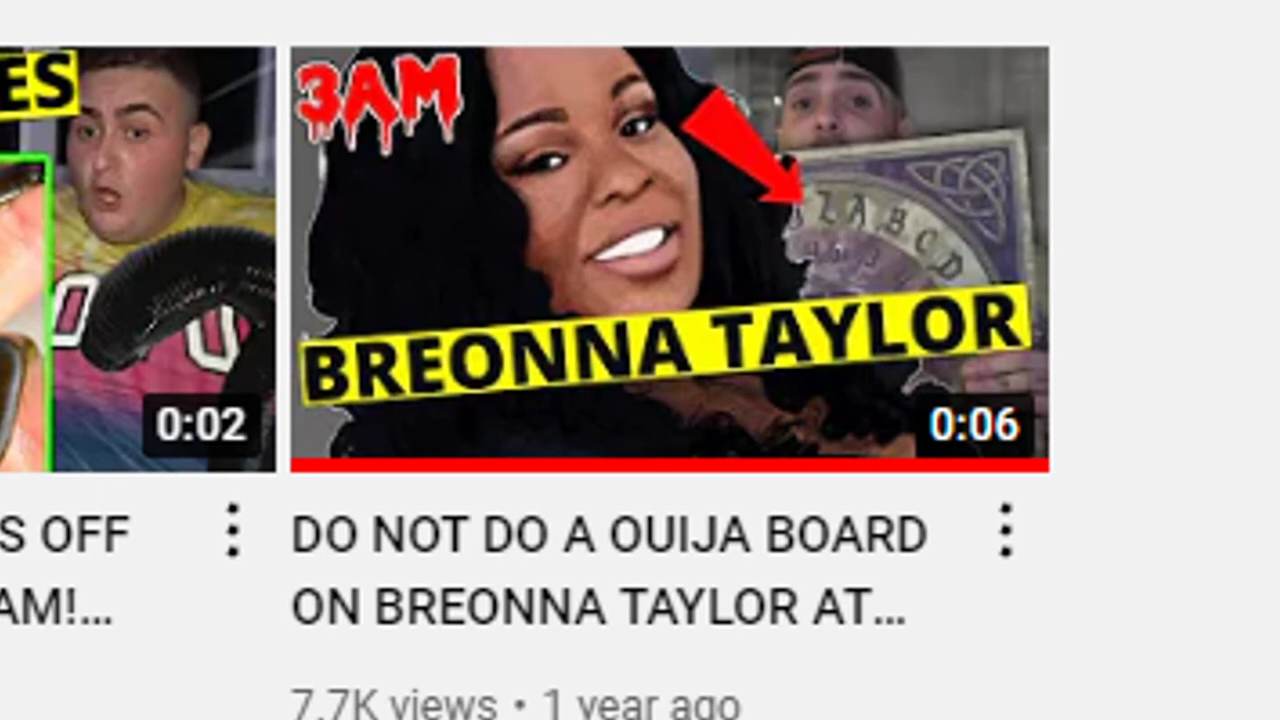 ES
3AM
Z A B C D
BREONNA TAYLOR
0:02
0:06
S OFF
AM!...
DO NOT DO A OUIJA BOARD
ON BREONNA TAYLOR AT...
7.7K views • 1 year ago